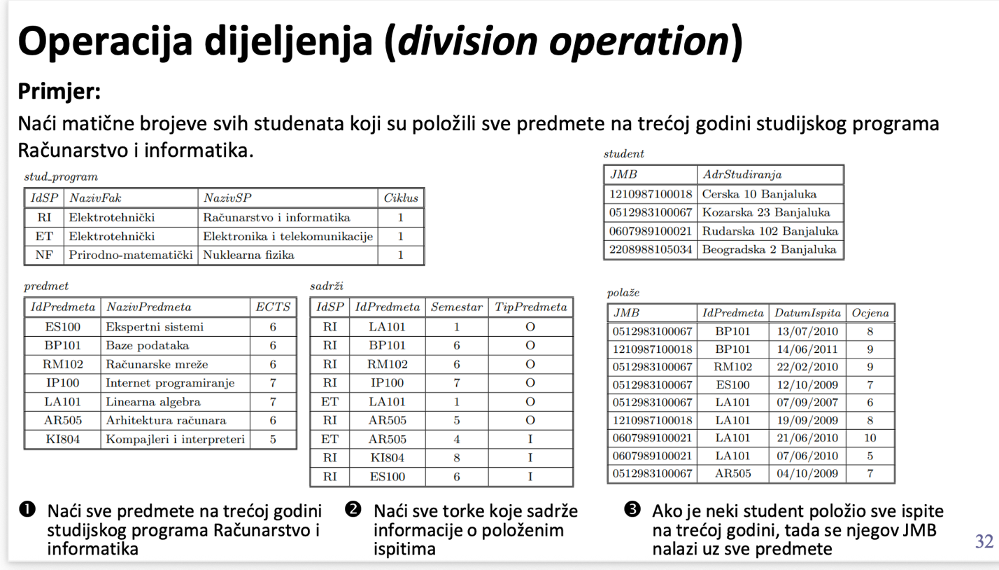 Operacija dijeljenja (division operation)
Primjer:
Naći matične brojeve svih studenata koji su položili sve predmete na trećoj godini studijskog programa
Računarstvo i informatika.
stud_program
IdSP NazivFak NazivSP Ciklus
RI Elektrotehnički Računarstvo i informatika 1
ET Elektrotehnički Elektronika i telekomunikacije 1
NF Prirodno-matematički Nuklearna fizika 1
student
JMB AdrStudiranja
1210987100018 Cerska 10 Banjaluka
0512983100067 Kozarska 23 Banjaluka
0607989100021 Rudarska 102 Banjaluka
2208988105034 Beogradska 2 Banjaluka
predmet
IdPredmeta NazivPredmeta ECTS
ES100 Ekspertni sistemi 6
BP101 Baze podataka 6
RM102 Računarske mreže 6
IP100 Internet programiranje 7
LA101 Linearna algebra 7
AR505 Arhitektura računara 6
KI804 Kompajleri i interpreteri 5
sadrži
IdSP IdPredmeta Semestar TipPredmeta
RI LA101 1 O
RI BP101 6 O
RI RM102 6 O
RI IP100 7 O
ET LA101 1 O
RI AR505 5 O
ET AR505 4 I
RI KI804 8 I
RI ES100 6 I
polaže
JMB IdPredmeta DatumIspita Ocjena
0512983100067 BP101 13/07/2010 8
1210987100018 BP101 14/06/2011 9
0512983100067 RM102 22/02/2010 9
0512983100067 ES100 12/10/2009 7
0512983100067 LA101 07/09/2007 6
1210987100018 LA101 19/09/2009 8
0607989100021 LA101 21/06/2010 10
0607989100021 LA101 07/06/2010 5
0512983100067 AR505 04/10/2009 7
❶ Naći sve predmete na trećoj godini
studijskog programa Računarstvo i
informatika
❷ Naći sve torke koje sadrže
informacije o položenim
ispitima
❸ Ako je neki student položio sve ispite
na trećoj godini, tada se njegov JMB
nalazi uz sve predmete
32